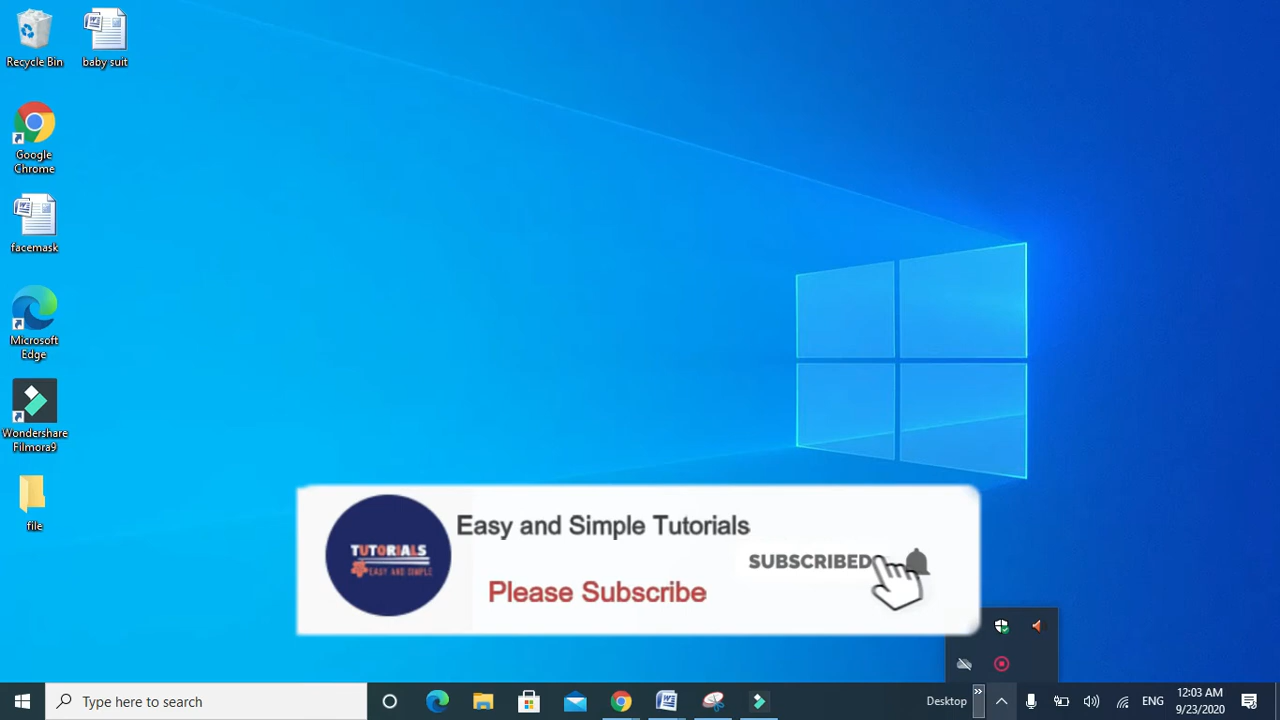 Recycle Bin
baby suit
Google
Chrome
facemask
Microsoft
Edge
Wondershare
Filmora9
file
TUTORIALS
EASY AND SIMPLE
Easy and Simple Tutorials
SUBSCRIBED
Please Subscribe
Type here to search
Desktop
ENG
12:03 AM
9/23/2020